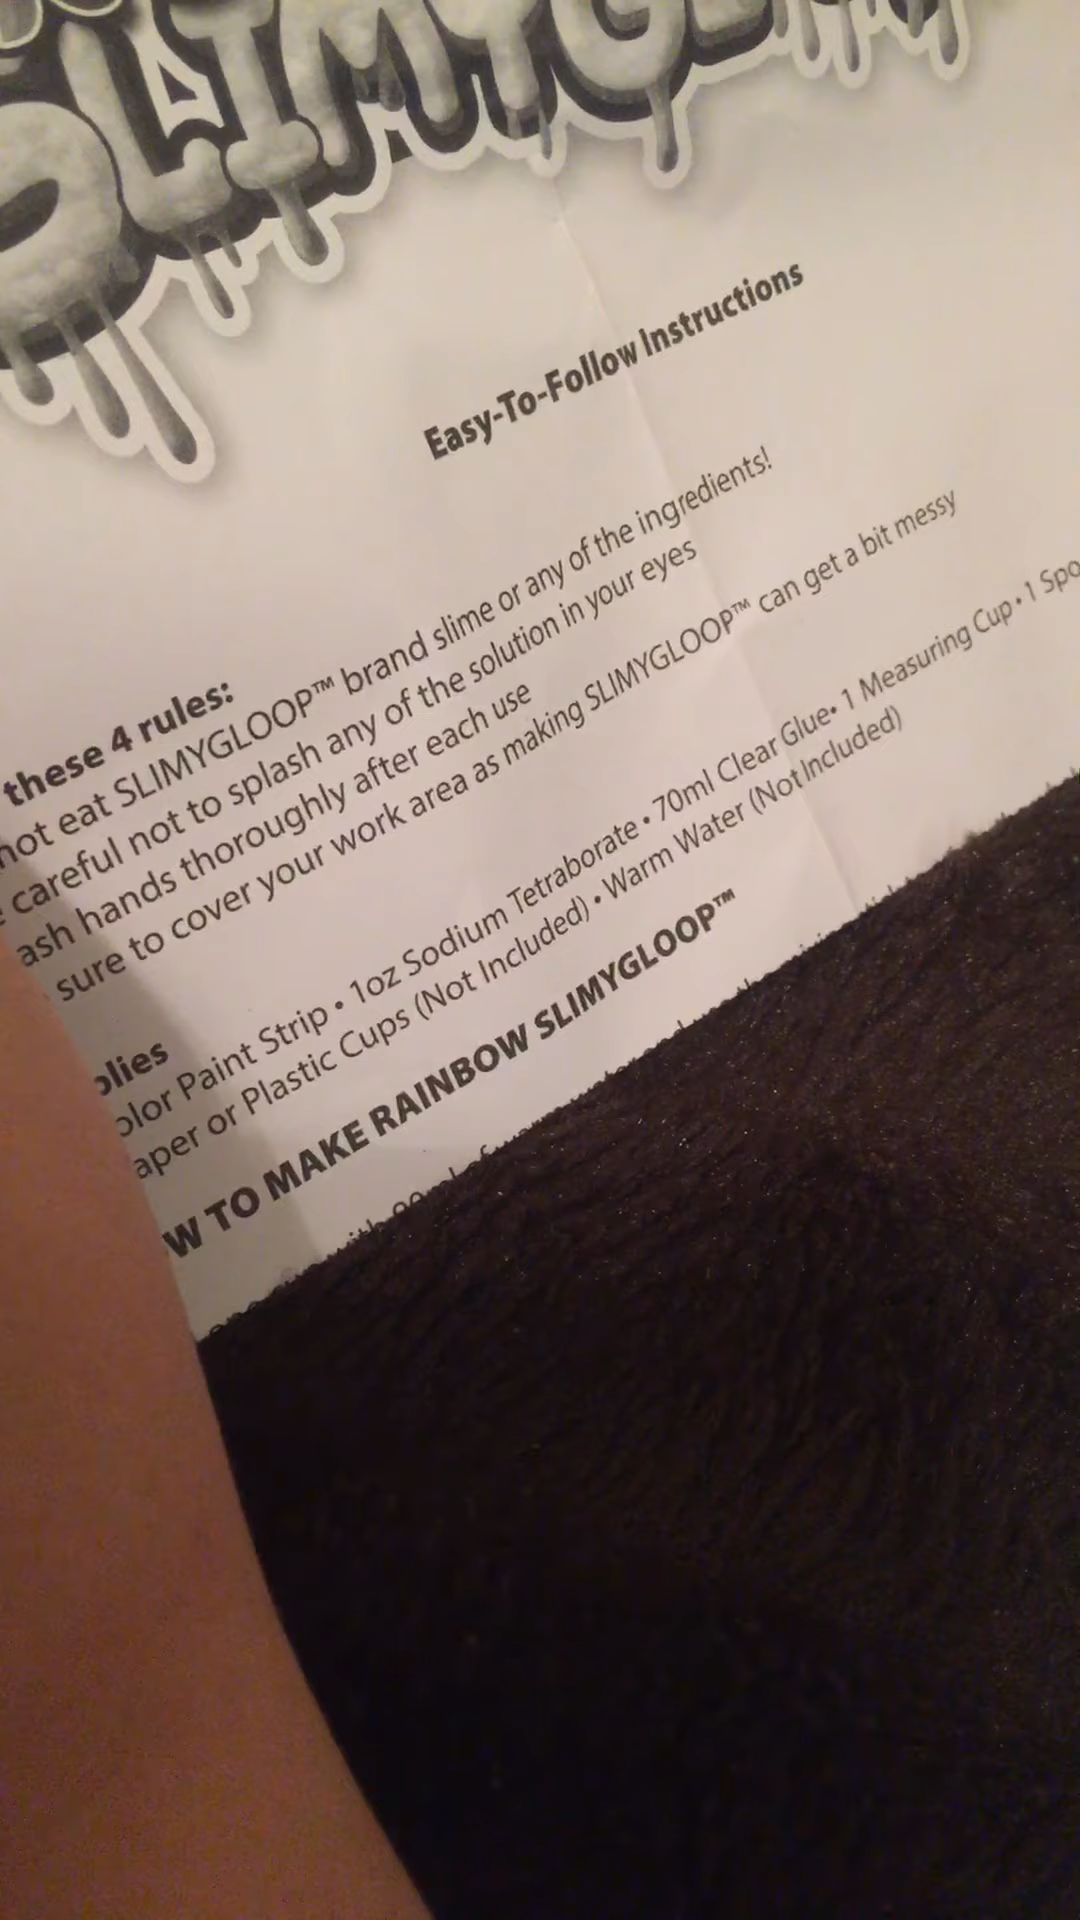 SLIMYGL
Easy-To-Follow Instructions
these 4 rules:
not eat SLIMYGLOOP™ brand slime or any of the ingredients!
careful not to splash any of the solution in your eyes
ash hands thoroughly after each use
sure to cover your work area as making SLIMYGLOOP™ can get a bit messy
plies
olor Paint Strip • 1oz Sodium Tetraborate • 70ml Clear Glue• 1 Measuring Cup • 1 Spo
aper or Plastic Cups (Not Included) • Warm Water (Not Included)
W TO MAKE RAINBOW SLIMYGLOOP™